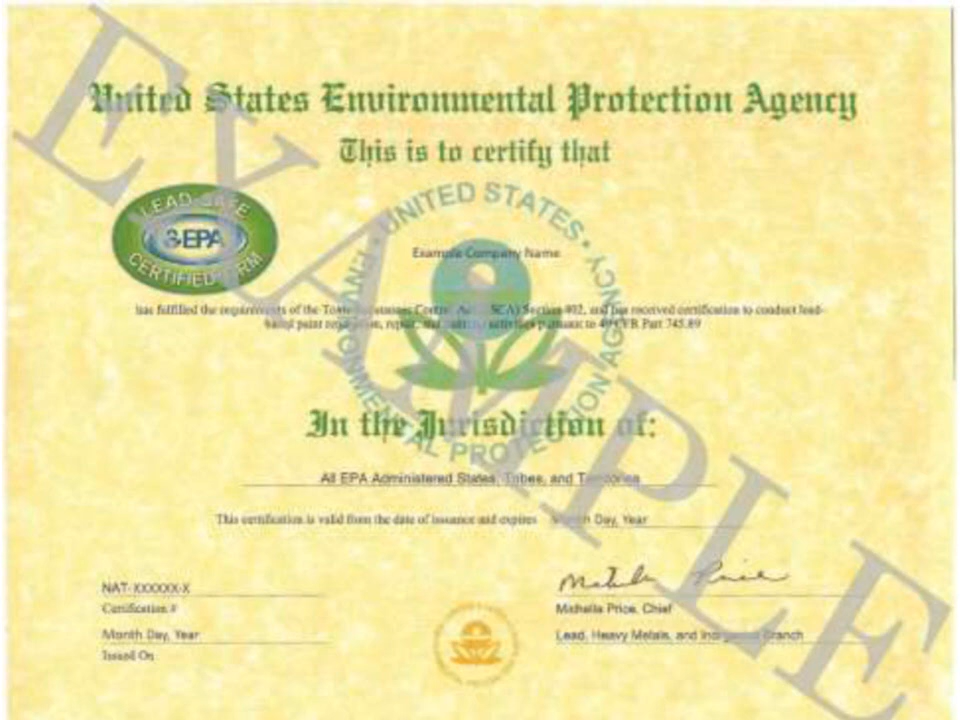 United States Environmental Protection Agency
This is to certify that
LEAD-SAFE
EPA
CERTIFIED FIRM
UNITED STATES · ENVIRONMENTAL PROTECTION AGENCY ·
Example Company Name
has fulfilled the requirements of the Toxic Substances Control Act (TSCA) Section 402, and has received certification to conduct lead-
based paint renovation, repair, and painting activities pursuant to 40 CFR Part 745.89
In the Jurisdiction of:
All EPA Administered States, Tribes, and Territories
This certification is valid from the date of issuance and expires Month Day, Year
NAT-XXXXXX-X
Certification #
Month Day, Year
Issued On
Michelle Price
Michelle Price, Chief
Lead, Heavy Metals, and Inorganics Branch
EXAMPLE